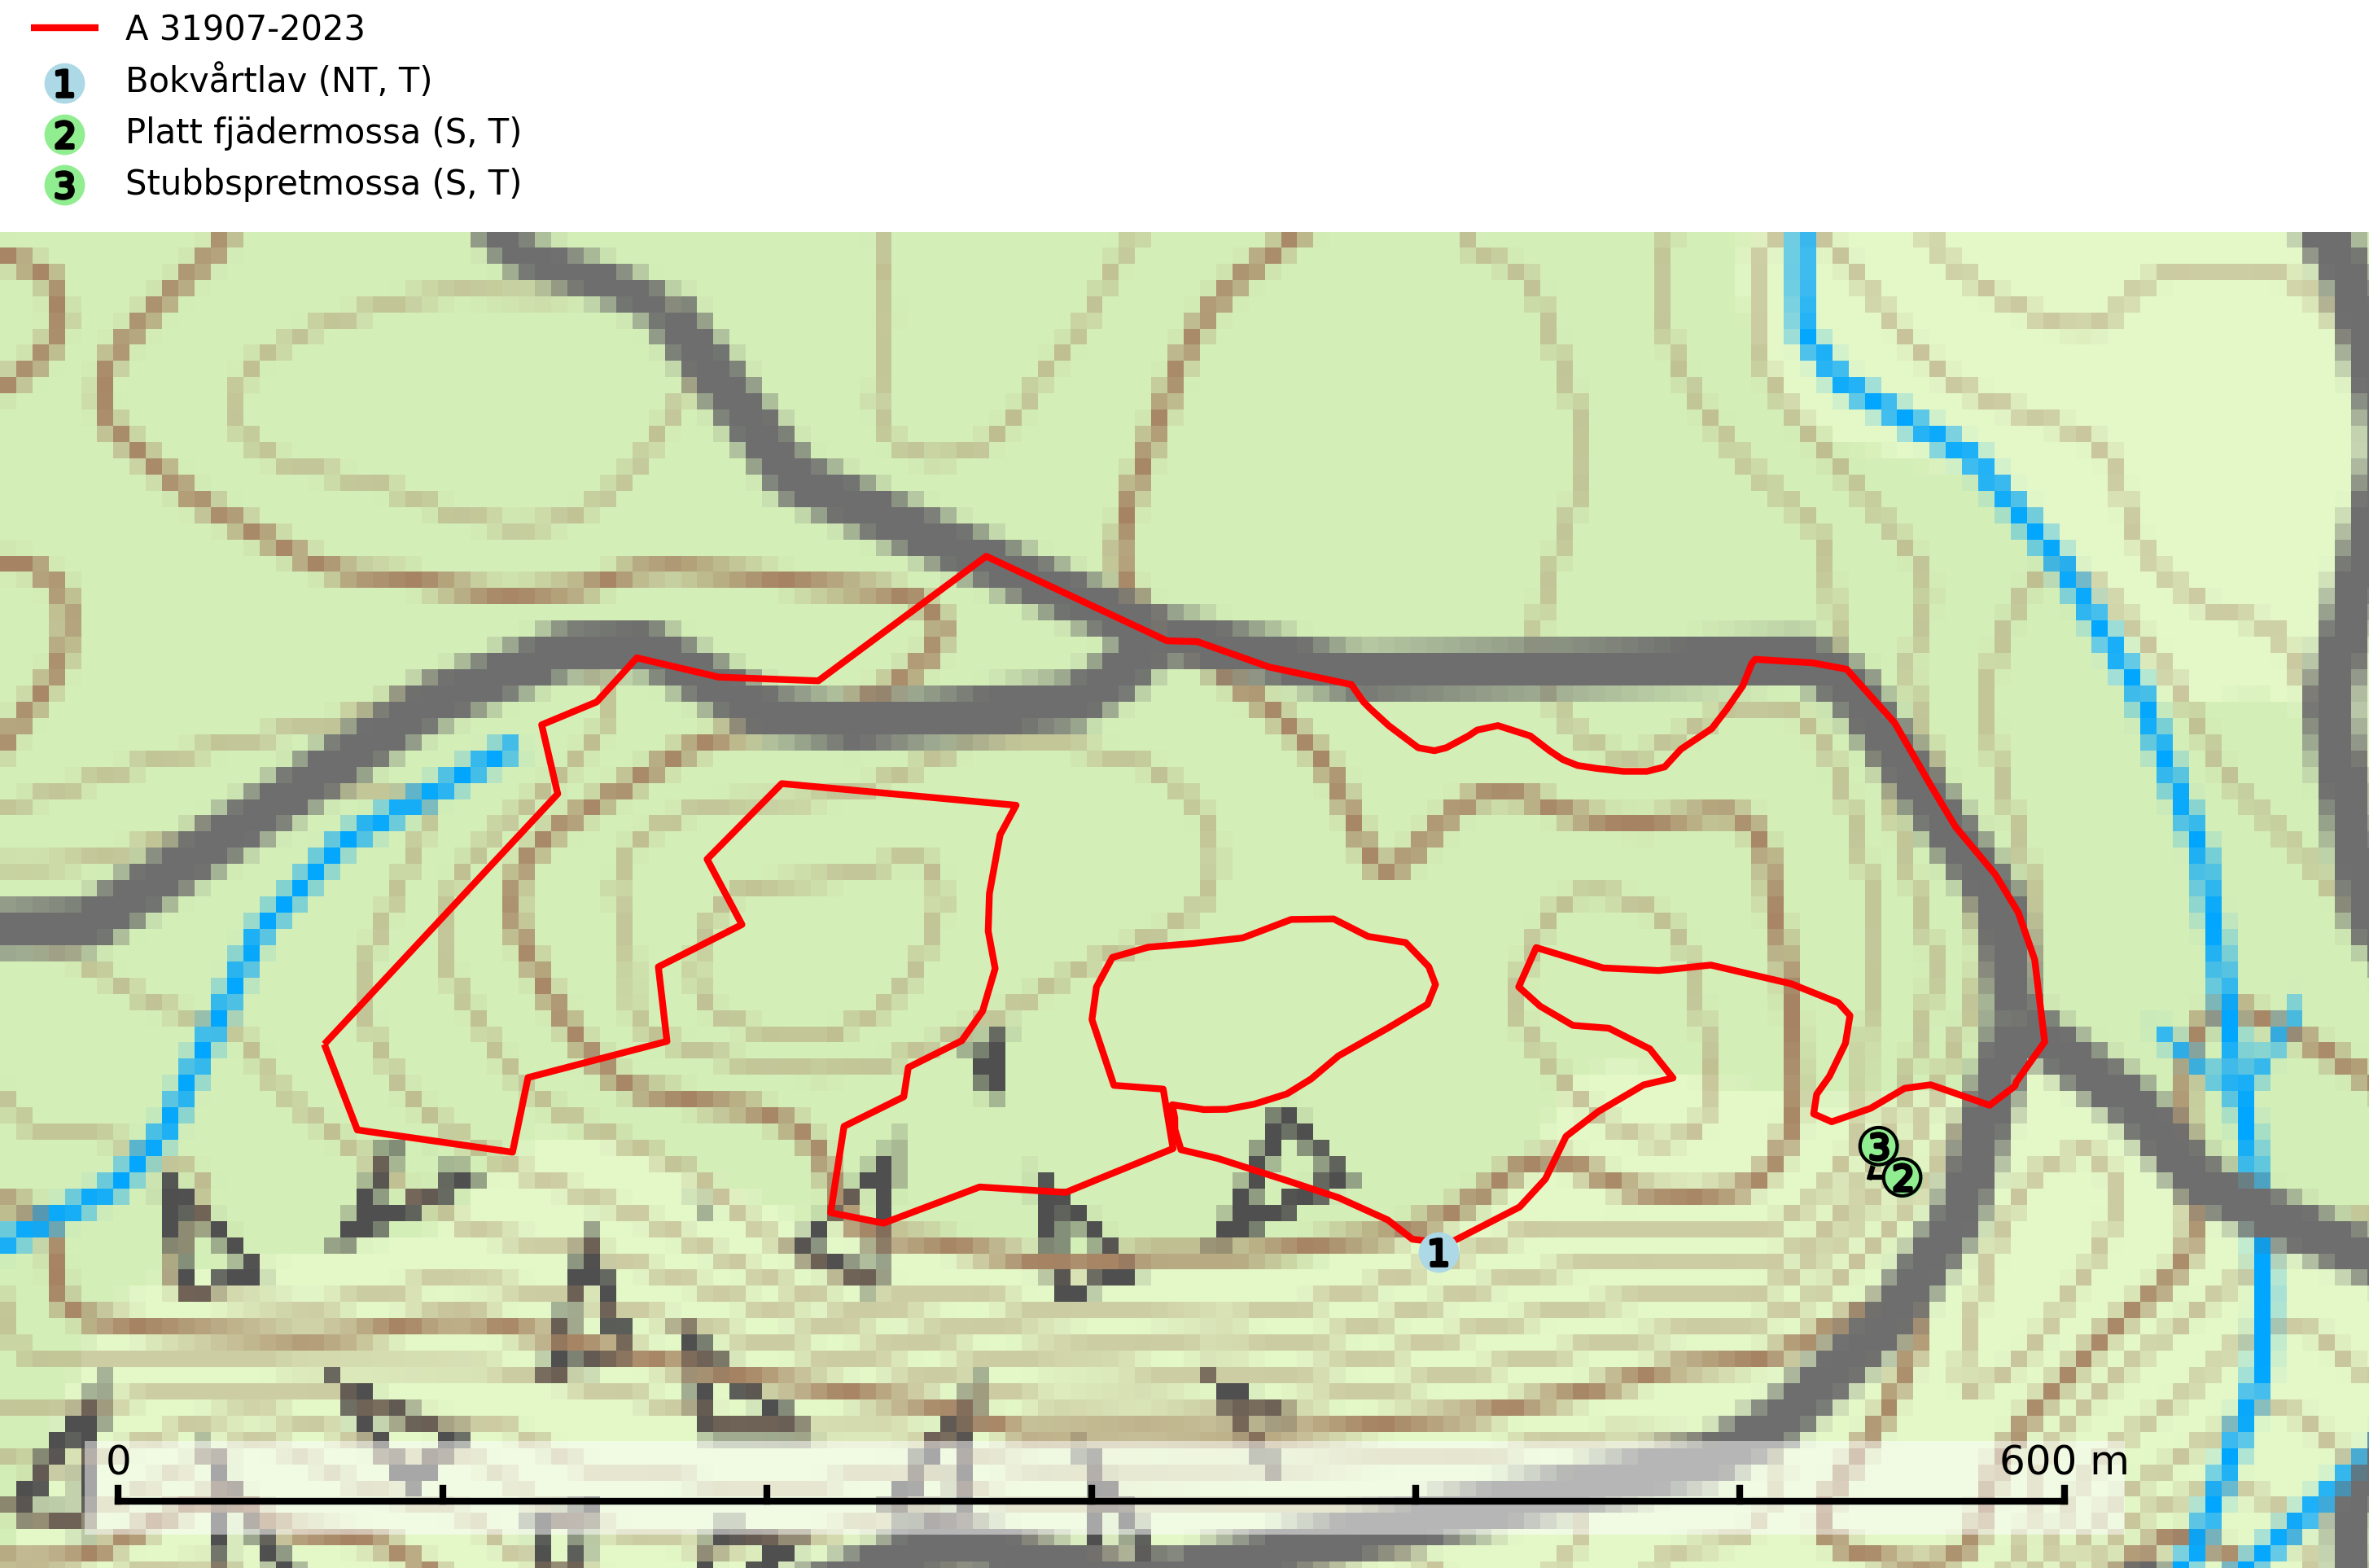 A 31907-2023
1 Bokvårtlav (NT, T)
2 Platt fjädermossa (S, T)
3 Stubbspretmossa (S, T)
3
2
1
0 600 m